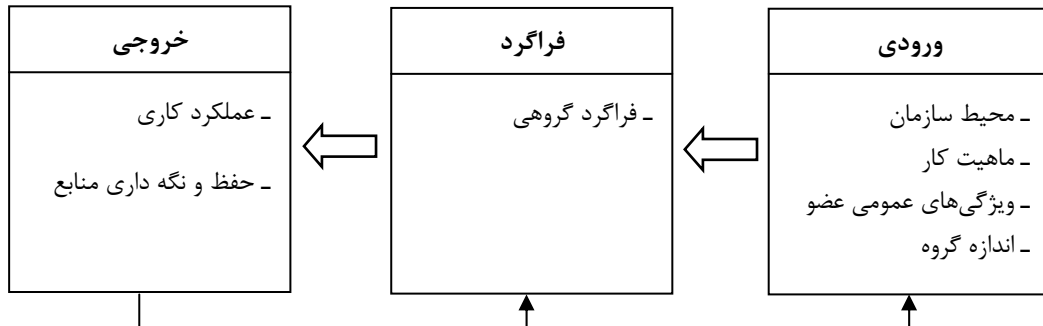 ورودی
ـ محیط سازمان
ـ ماهیت کار
ـ ویژگی‌های عمومی عضو
ـ اندازه گروه
فراگرد
ـ فراگرد گروهی
خروجی
ـ عملکرد کاری
ـ حفظ و نگه داری منابع